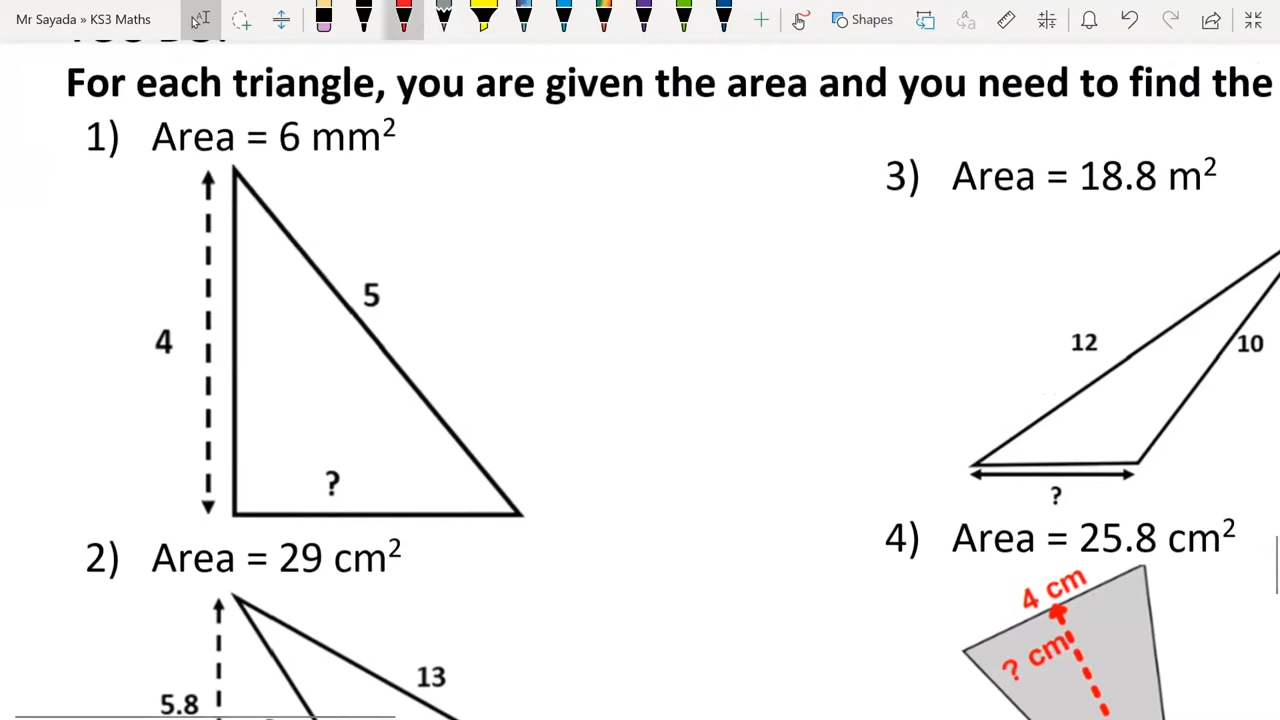 Mr Sayada » KS3 Maths
Shapes
For each triangle, you are given the area and you need to find the
1) Area = 6 mm²
4
5
?
2) Area = 29 cm²
5.8
13
3) Area = 18.8 m²
12
10
?
4) Area = 25.8 cm²
4 cm
? cm